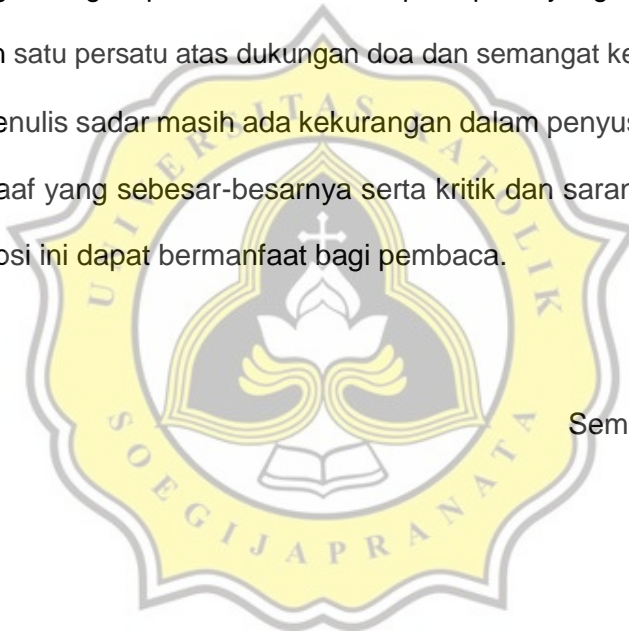 satu persatu atas dukungan doa dan semangat ke
enulis sadar masih ada kekurangan dalam penyus
aaf yang sebesar-besarnya serta kritik dan saran
osi ini dapat bermanfaat bagi pembaca.
Sem
UNIVERSITAS KATOLIK
SOEGIJAPRANATA